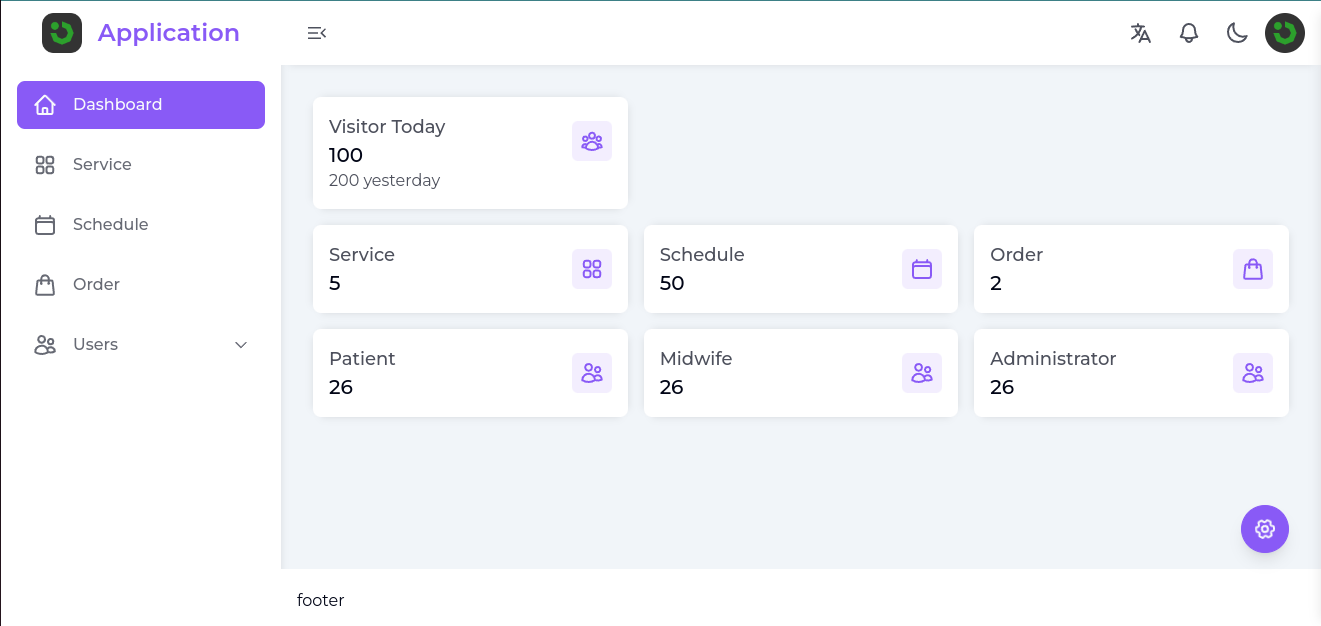 Application
Dashboard
Service
Schedule
Order
Users
Visitor Today
100
200 yesterday
Service
5
Schedule
50
Order
2
Patient
26
Midwife
26
Administrator
26
footer